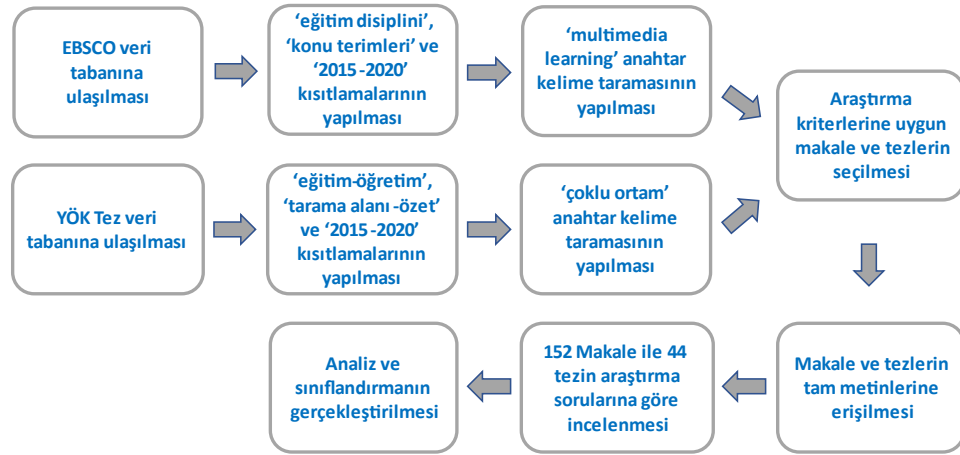 EBSCO veri
tabanına
ulaşılması
‘eğitim disiplini’,
‘konu terimleri’ ve
‘2015 -2020’
kısıtlamalarının
yapılması
‘multimedia
learning’ anahtar
kelime taramasının
yapılması
Araştırma
kriterlerine uygun
makale ve tezlerin
seçilmesi
YÖK Tez veri
tabanına ulaşılması
‘eğitim-öğretim’,
‘tarama alanı -özet’
ve ‘2015 -2020’
kısıtlamalarının
yapılması
‘çoklu ortam’
anahtar kelime
taramasının
yapılması
Makale ve tezlerin
tam metinlerine
erişilmesi
152 Makale ile 44
tezin araştırma
sorularına göre
incelenmesi
Analiz ve
sınıflandırmanın
gerçekleştirilmesi